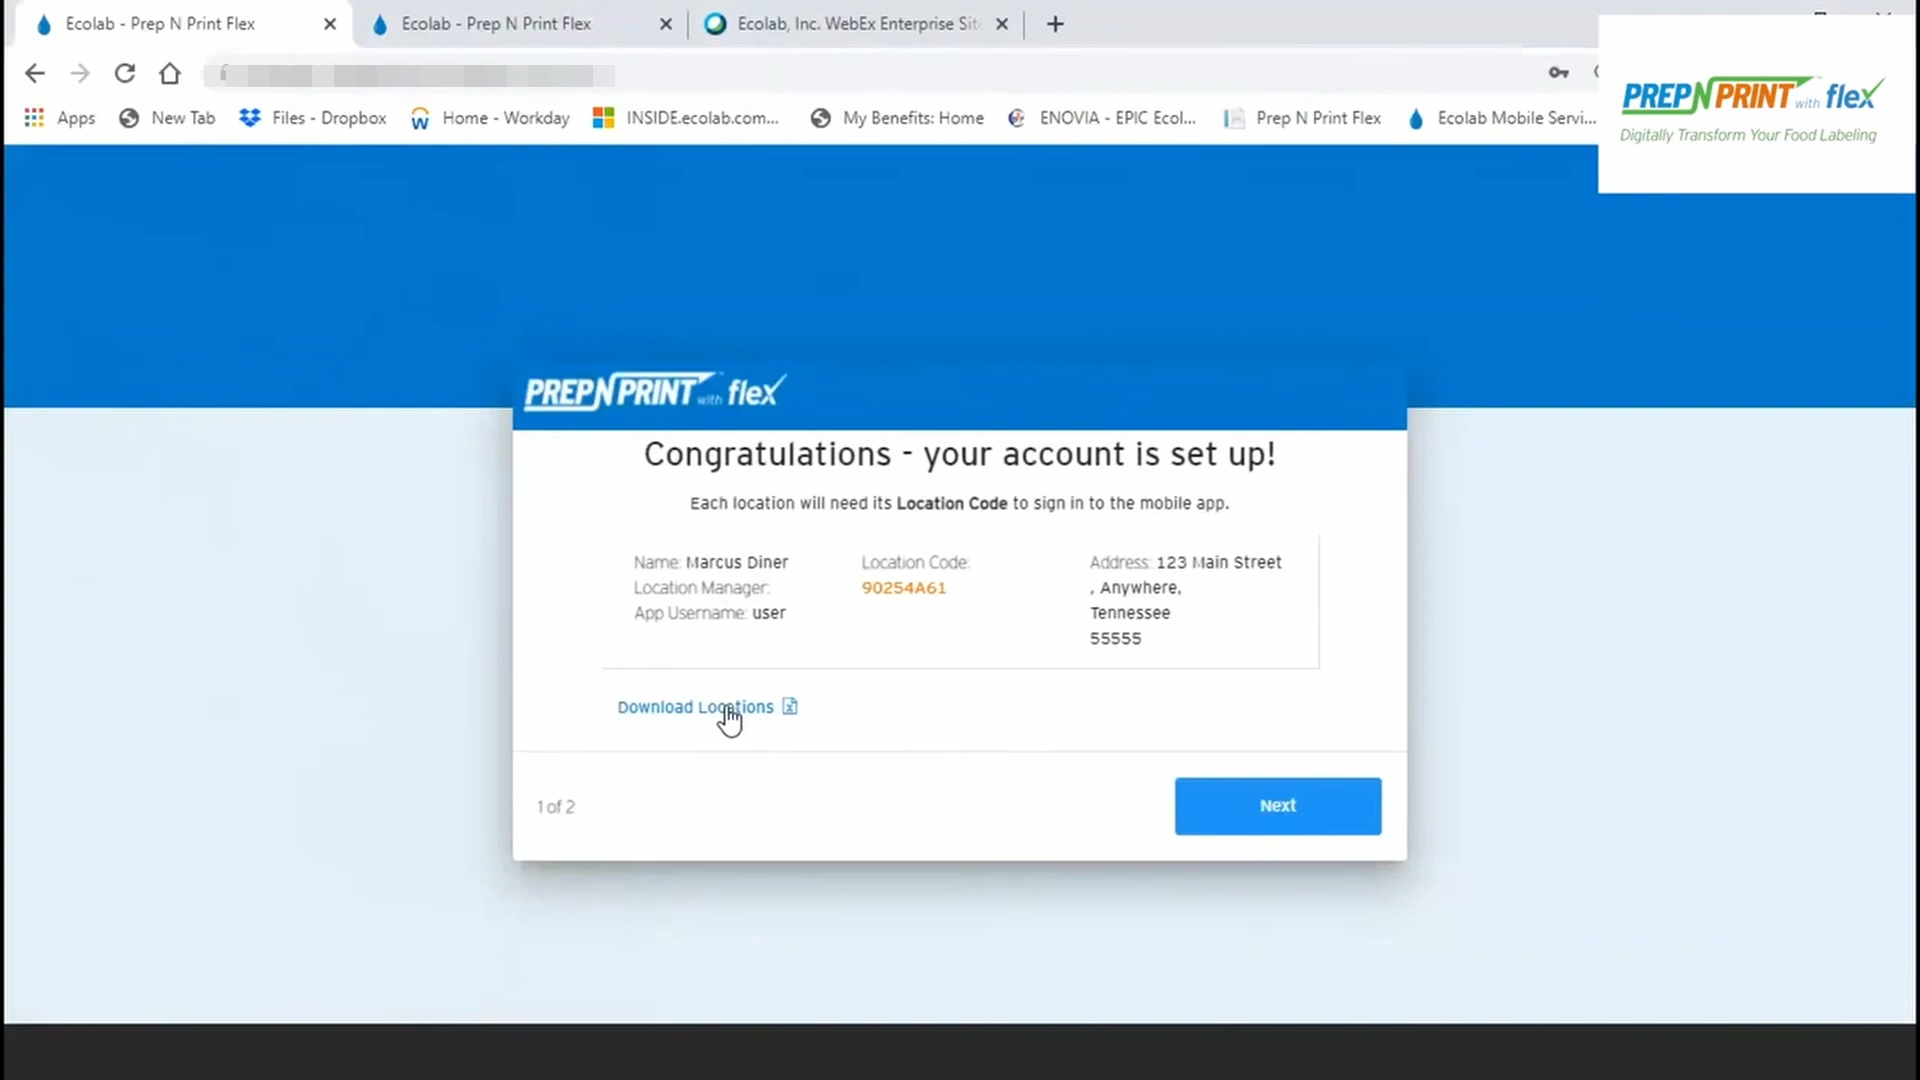 Ecolab - Prep N Print Flex
Ecolab - Prep N Print Flex
Ecolab, Inc. WebEx Enterprise Sit
Apps
New Tab
Files - Dropbox
Home - Workday
INSIDE.ecolab.com...
My Benefits: Home
ENOVIA - EPIC Ecol...
Prep N Print Flex
Ecolab Mobile Servi...
PREP N PRINT with flex
Digitally Transform Your Food Labeling
PREP N PRINT with flex
Congratulations - your account is set up!
Each location will need its Location Code to sign in to the mobile app.
Name: Marcus Diner
Location Manager:
App Username: user
Location Code:
90254A61
Address: 123 Main Street
, Anywhere,
Tennessee
55555
Download Locations
1 of 2
Next